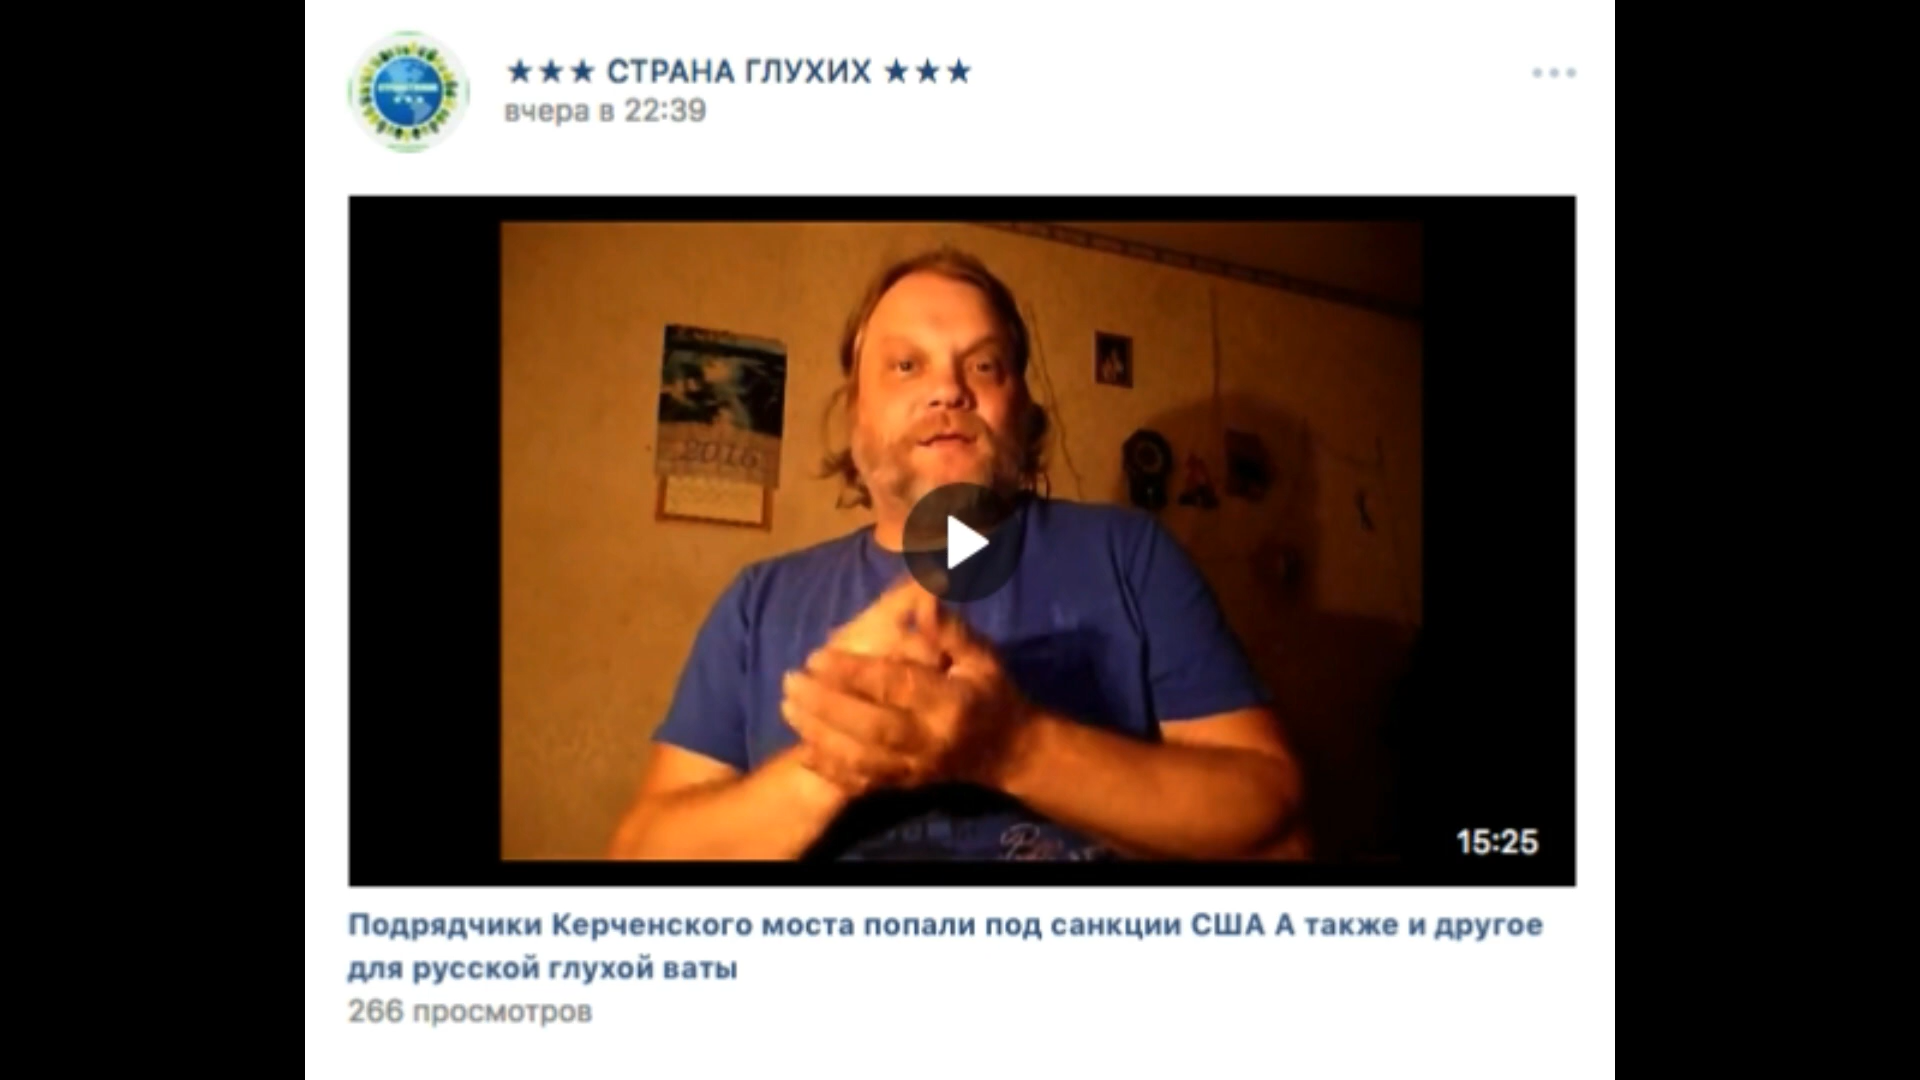 ★★★ СТРАНА ГЛУХИХ ★★★
вчера в 22:39
2016
15:25
Подрядчики Керченского моста попали под санкции США А также и другое
для русской глухой ваты
266 просмотров